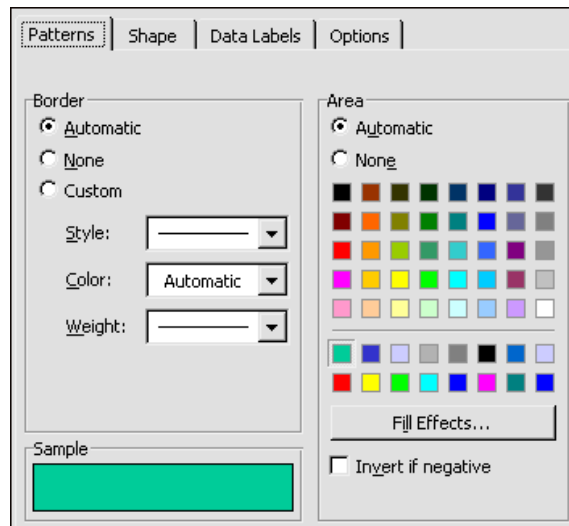 Patterns Shape Data Labels Options
Border
Automatic
None
Custom
Style:
Color: Automatic
Weight:
Sample
Area
Automatic
None
Fill Effects...
Invert if negative